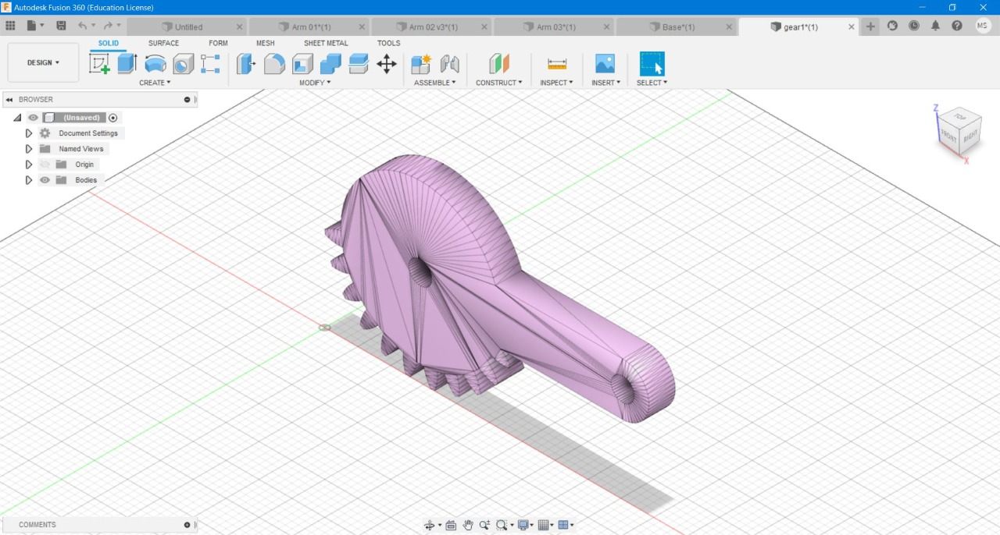 Autodesk Fusion 360 (Education License)
Untitled
Arm 01*(1)
Arm 02 v3*(1)
Arm 03*(1)
Base*(1)
gear1*(1)
MS
SOLID SURFACE FORM MESH SHEET METAL TOOLS
DESIGN
CREATE MODIFY ASSEMBLE CONSTRUCT INSPECT INSERT SELECT
BROWSER
(Unsaved)
Document Settings
Named Views
Origin
Bodies
Z
TOP
FRONT
RIGHT
X
COMMENTS